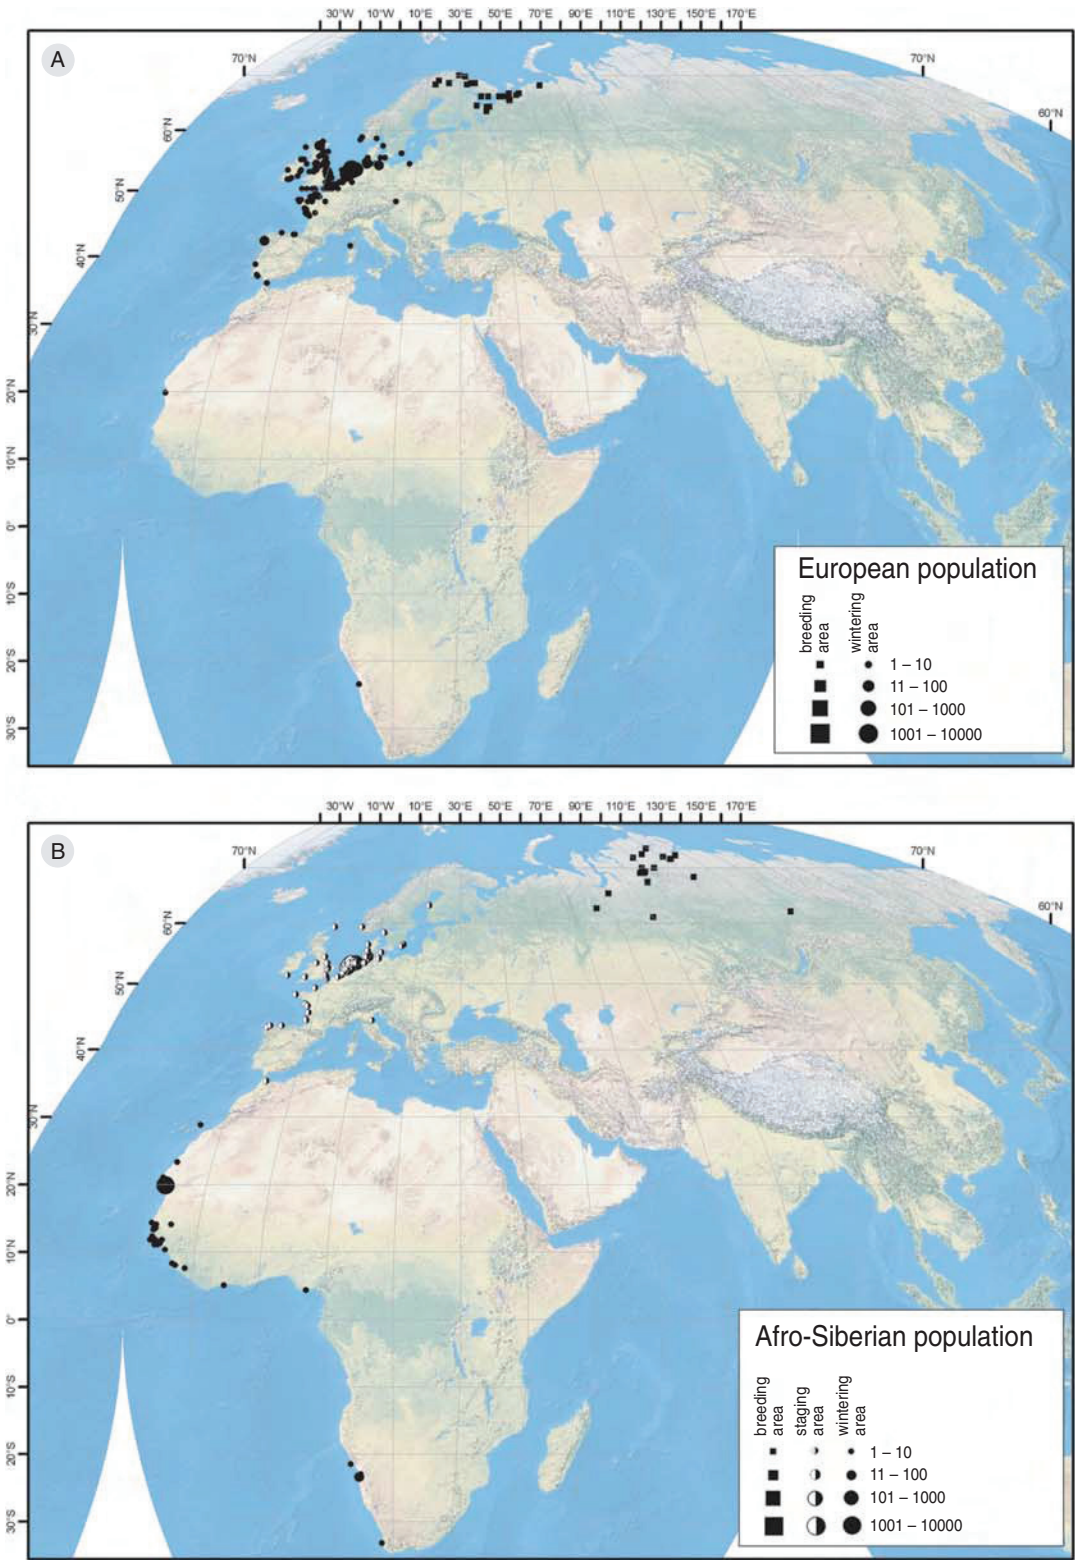 30°W 10°W 10°E 30°E 50°E 70°E 90°E 110°E 130°E 150°E 170°E
A
70°N
70°N
60°N
60°N
50°N
40°N
30°N
20°N
10°N
0°
10°S
20°S
30°S
European population
breeding area
wintering area
1 – 10
11 – 100
101 – 1000
1001 – 10000
30°W 10°W 10°E 30°E 50°E 70°E 90°E 110°E 130°E 150°E 170°E
B
70°N
70°N
60°N
60°N
50°N
40°N
30°N
20°N
10°N
0°
10°S
20°S
30°S
Afro-Siberian population
breeding area
staging area
wintering area
1 – 10
11 – 100
101 – 1000
1001 – 10000